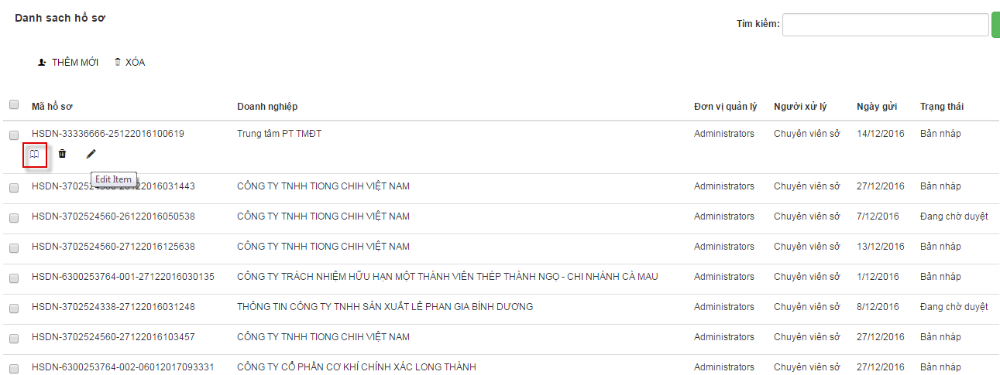 Danh sach hồ sơ
Tìm kiếm:
THÊM MỚI XÓA
Mã hồ sơ Doanh nghiệp Đơn vị quản lý Người xử lý Ngày gửi Trạng thái
HSDN-33336666-25122016100619 Trung tâm PT TMĐT Administrators Chuyên viên sở 14/12/2016 Bản nháp
Edit Item
CÔNG TY TNHH TIONG CHIH VIỆT NAM Administrators Chuyên viên sở 27/12/2016 Bản nháp
HSDN-3702524560-26122016050538 CÔNG TY TNHH TIONG CHIH VIỆT NAM Administrators Chuyên viên sở 7/12/2016 Đang chờ duyệt
HSDN-3702524560-27122016125638 CÔNG TY TNHH TIONG CHIH VIỆT NAM Administrators Chuyên viên sở 13/12/2016 Bản nháp
HSDN-6300253764-001-27122016030135 CÔNG TY TRÁCH NHIỆM HỮU HẠN MỘT THÀNH VIÊN THÉP THÀNH NGỌ - CHI NHÁNH CÀ MAU Administrators Chuyên viên sở 1/12/2016 Bản nháp
HSDN-3702524338-27122016031248 THÔNG TIN CÔNG TY TNHH SẢN XUẤT LÊ PHAN GIA BÌNH DƯƠNG Administrators Chuyên viên sở 8/12/2016 Đang chờ duyệt
HSDN-3702524560-27122016103457 CÔNG TY TNHH TIONG CHIH VIỆT NAM Administrators Chuyên viên sở 27/12/2016 Bản nháp
HSDN-6300253764-002-06012017093331 CÔNG TY CỔ PHẦN CƠ KHÍ CHÍNH XÁC LONG THÀNH Administrators Chuyên viên sở 27/12/2016 Bản nháp